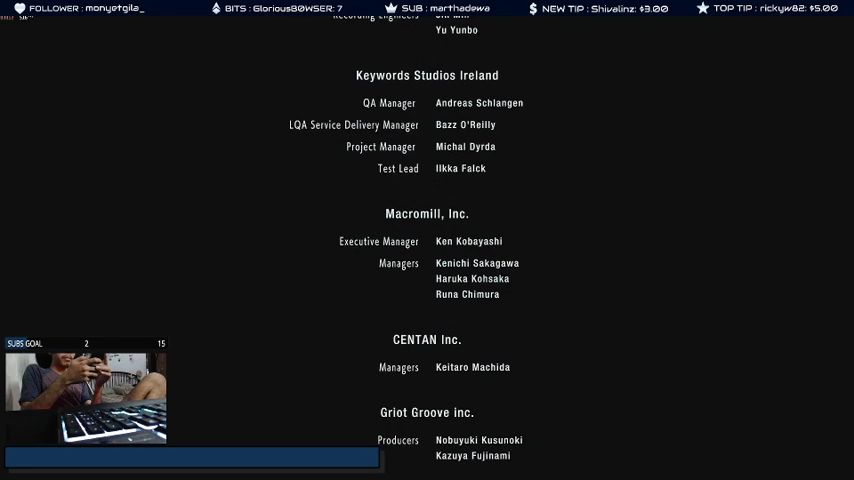 FOLLOWER : monyetgila_ BITS : GloriousB0WSER: 7 SUB : marthadewa NEW TIP : Shivalinz: $3.00 TOP TIP : rickyw82: $5.00
Recording Engineers
Yu Yunbo
Keywords Studios Ireland
QA Manager Andreas Schlangen
LQA Service Delivery Manager Bazz O'Reilly
Project Manager Michal Dyrda
Test Lead Ilkka Falck
Macromill, Inc.
Executive Manager Ken Kobayashi
Managers Kenichi Sakagawa
Haruka Kohsaka
Runa Chimura
CENTAN Inc.
Managers Keitaro Machida
Griot Groove inc.
Producers Nobuyuki Kusunoki
Kazuya Fujinami
SUBS GOAL 2 15